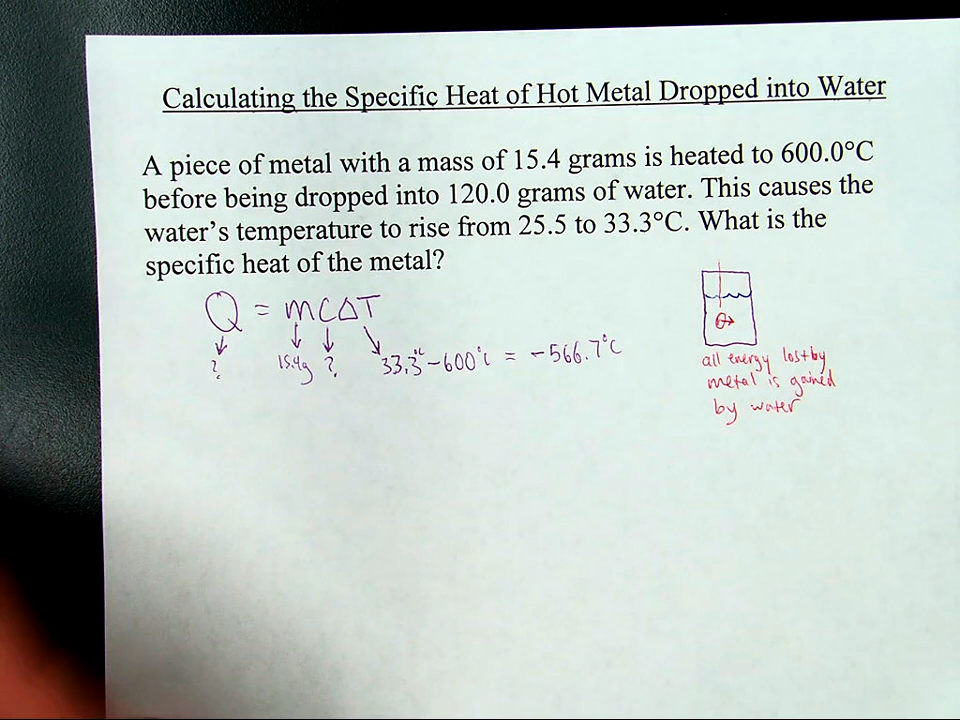 Calculating the Specific Heat of Hot Metal Dropped into Water
A piece of metal with a mass of 15.4 grams is heated to 600.0°C
before being dropped into 120.0 grams of water. This causes the
water's temperature to rise from 25.5 to 33.3°C. What is the
specific heat of the metal?
Q = mCΔT
? 15.4g ? 33.3°C-600°C = -566.7°C
all energy lost by
metal is gained
by water